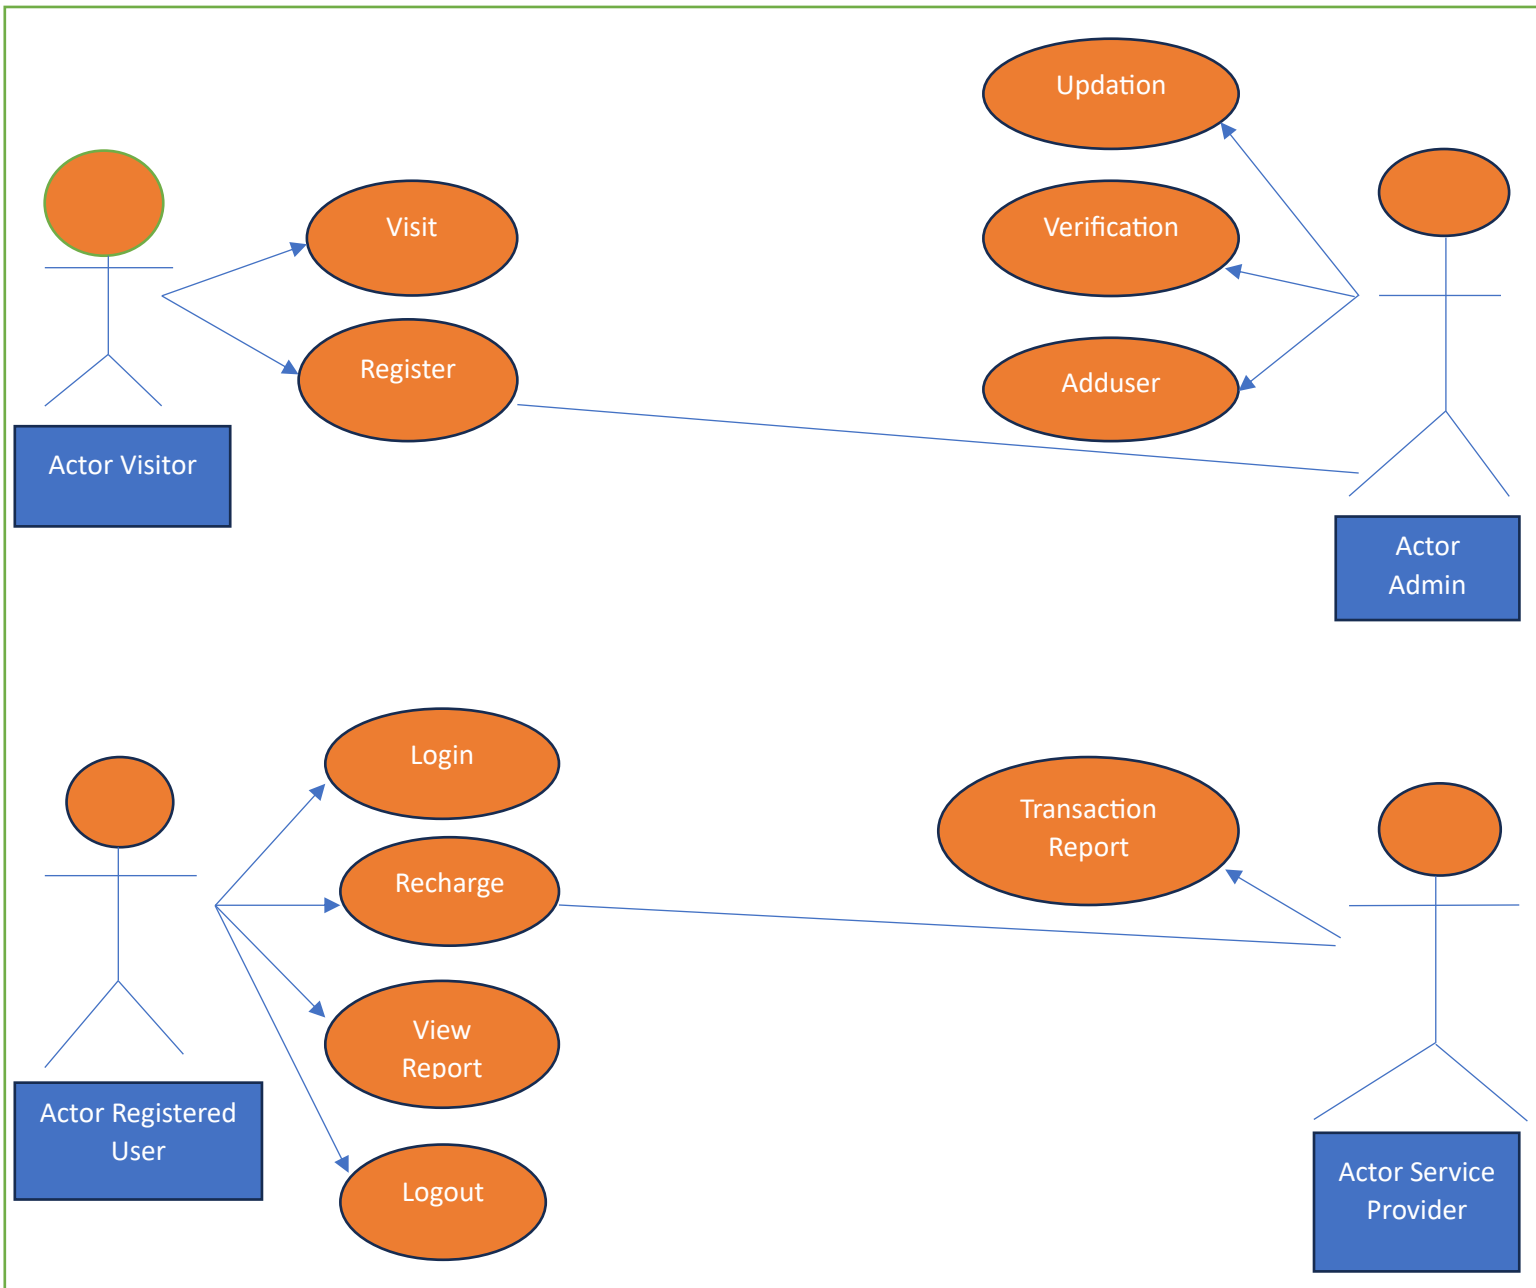 Updation
Visit
Verification
Register
Adduser
Actor Visitor
Actor
Admin
Login
Transaction
Report
Recharge
View
Report
Actor Registered
User
Logout
Actor Service
Provider